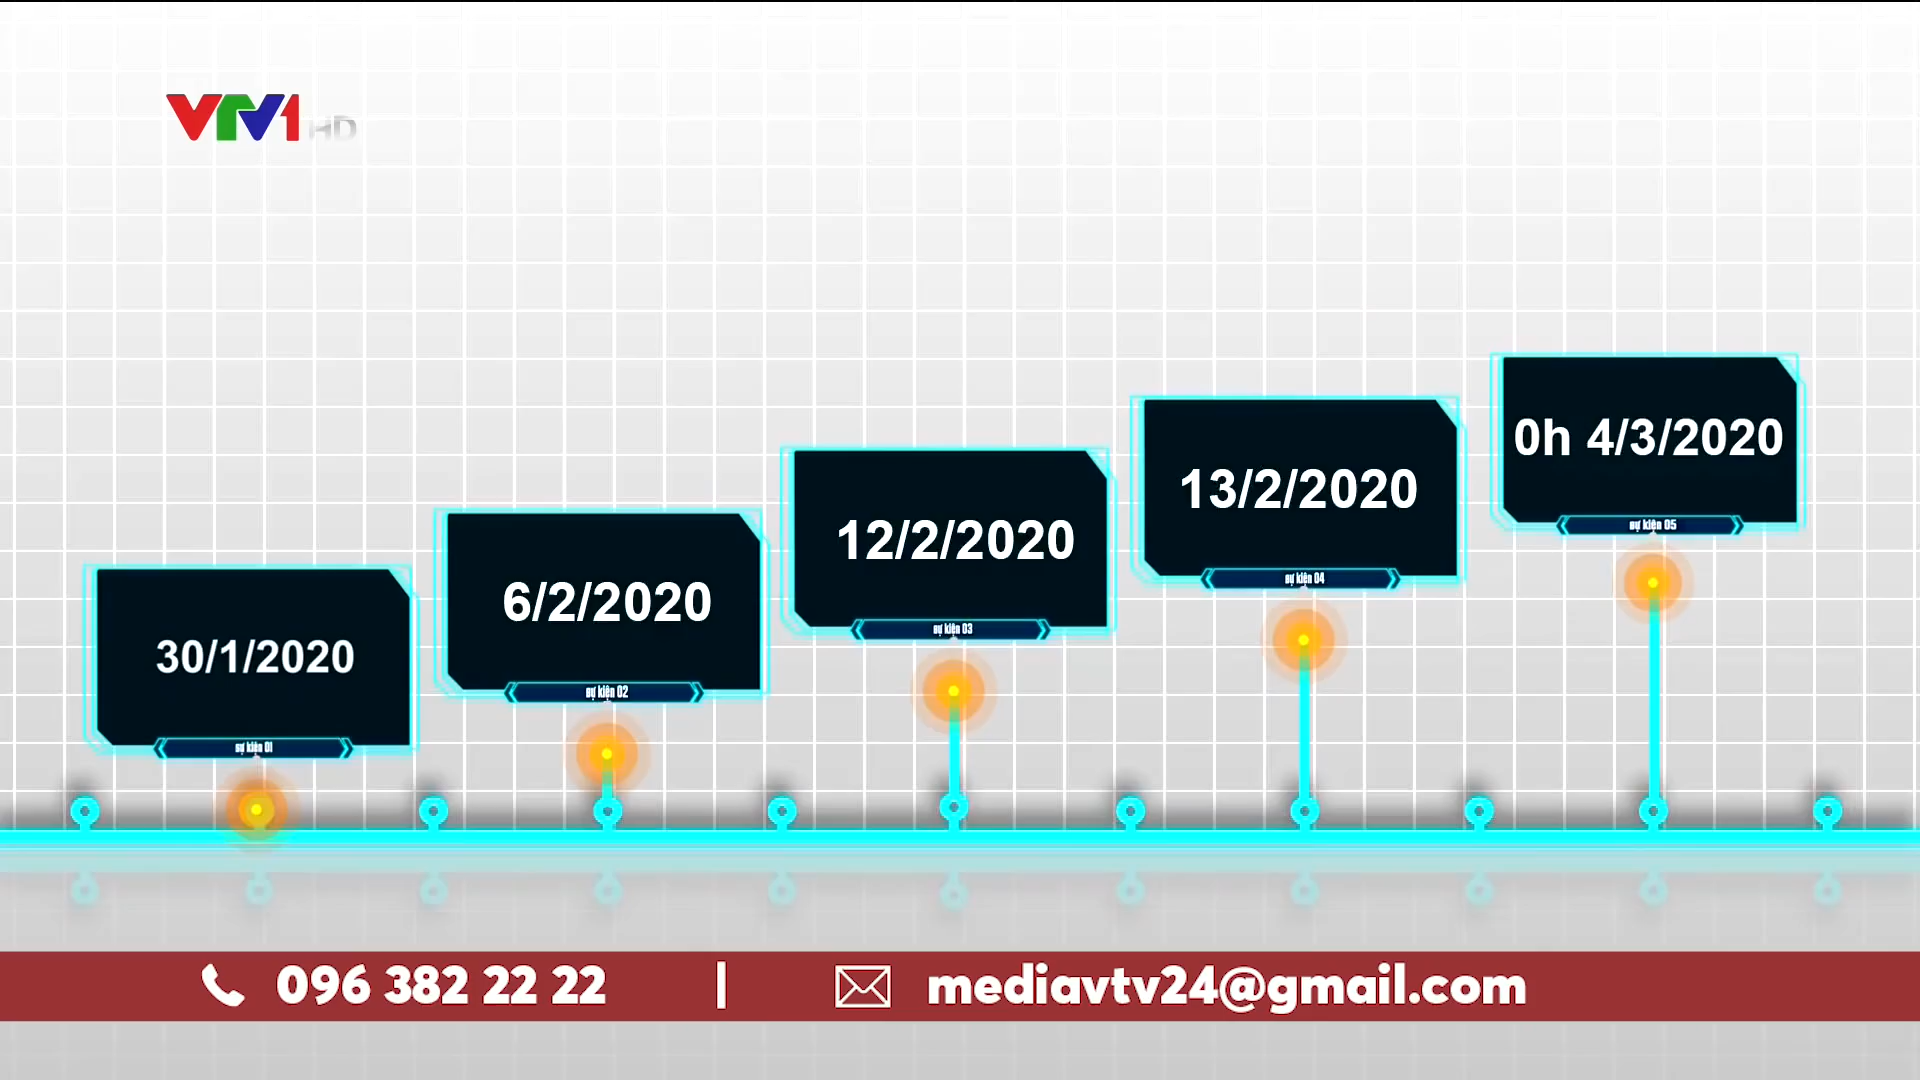 VTV1 HD
0h 4/3/2020
sự kiện 05
13/2/2020
sự kiện 04
12/2/2020
sự kiện 03
6/2/2020
sự kiện 02
30/1/2020
sự kiện 01
096 382 22 22 | mediavtv24@gmail.com